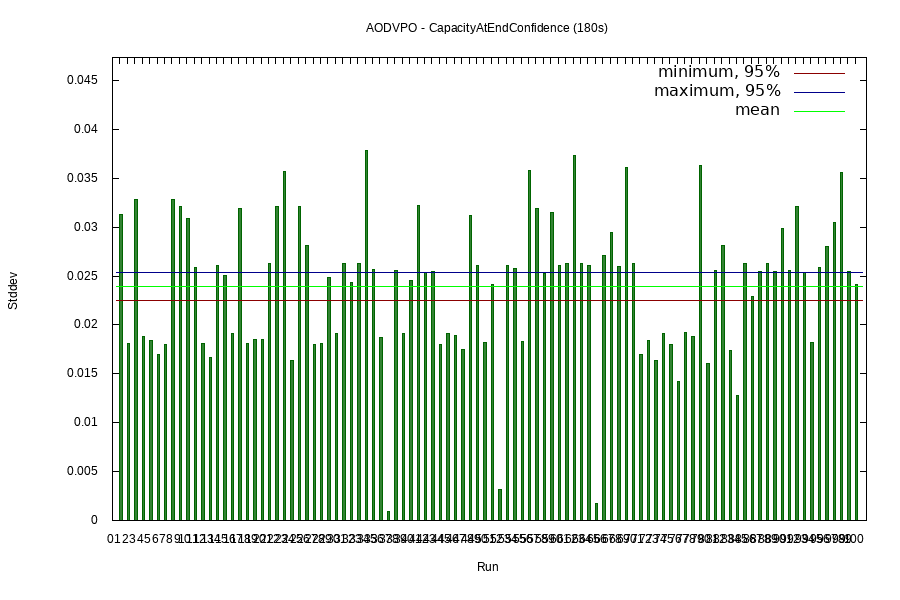 AODVPO - CapacityAtEndConfidence (180s)
minimum, 95%
maximum, 95%
mean
0.045
0.04
0.035
0.03
0.025
0.02
0.015
0.01
0.005
0
Stddev
Run